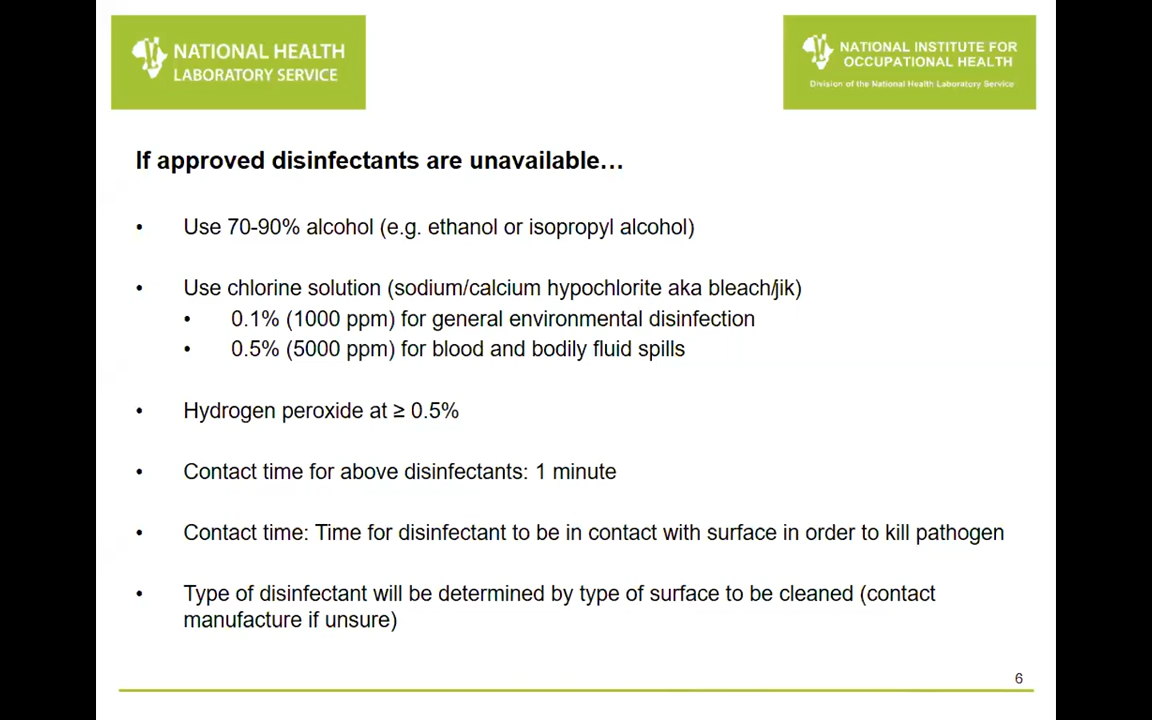 NATIONAL HEALTH
LABORATORY SERVICE
NATIONAL INSTITUTE FOR
OCCUPATIONAL HEALTH
Division of the National Health Laboratory Service
If approved disinfectants are unavailable…
• Use 70-90% alcohol (e.g. ethanol or isopropyl alcohol)
• Use chlorine solution (sodium/calcium hypochlorite aka bleach/jik)
• 0.1% (1000 ppm) for general environmental disinfection
• 0.5% (5000 ppm) for blood and bodily fluid spills
• Hydrogen peroxide at ≥ 0.5%
• Contact time for above disinfectants: 1 minute
• Contact time: Time for disinfectant to be in contact with surface in order to kill pathogen
• Type of disinfectant will be determined by type of surface to be cleaned (contact
manufacture if unsure)
6